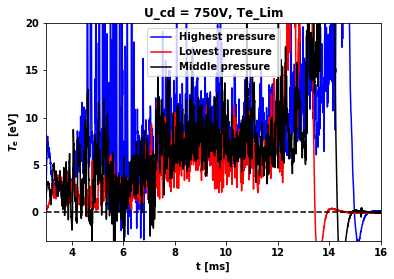 U_cd = 750V, Te_Lim
Highest pressure
Lowest pressure
Middle pressure
Tₑ [eV]
20
15
10
5
0
4 6 8 10 12 14 16
t [ms]